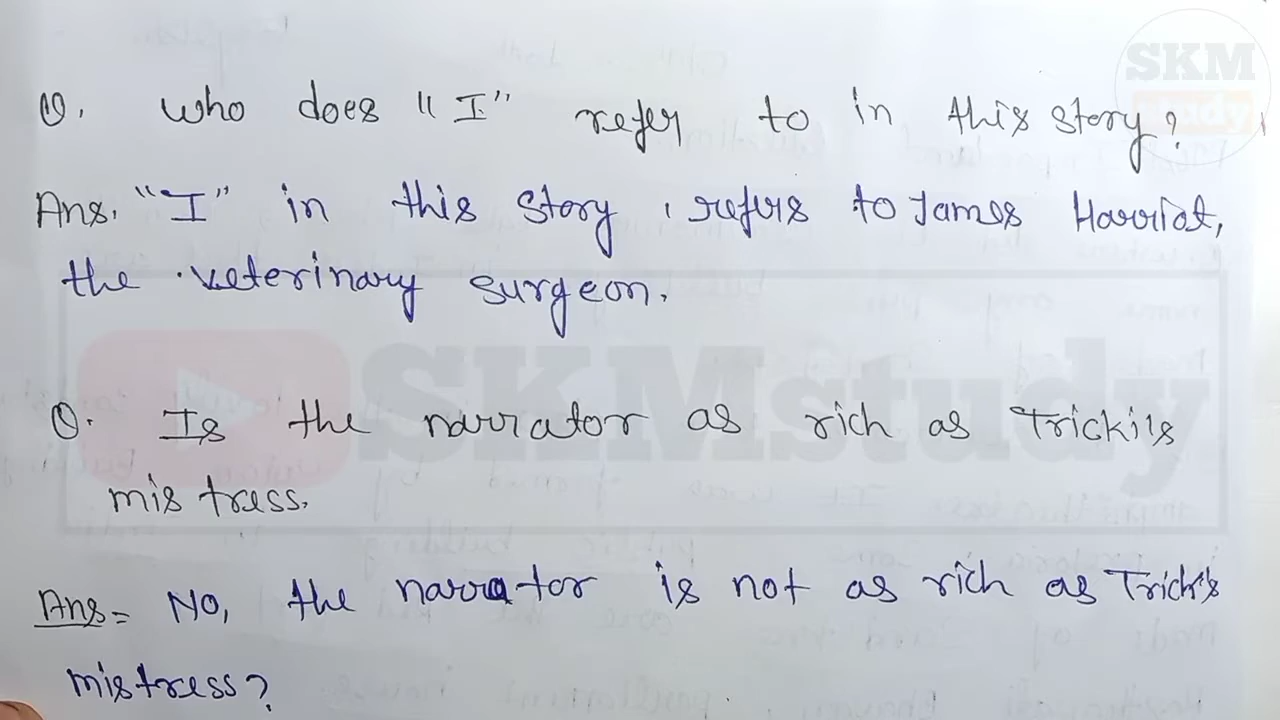 SKM
study
Q. Who does "I" refer to in this story?
Ans. "I" in this story , refers to James Harriot,
the veterinary surgeon.
SKMstudy
Q. Is the narrator as rich as Tricki's
mistress.
Ans = No, the narrator is not as rich as Trick's
mistress?